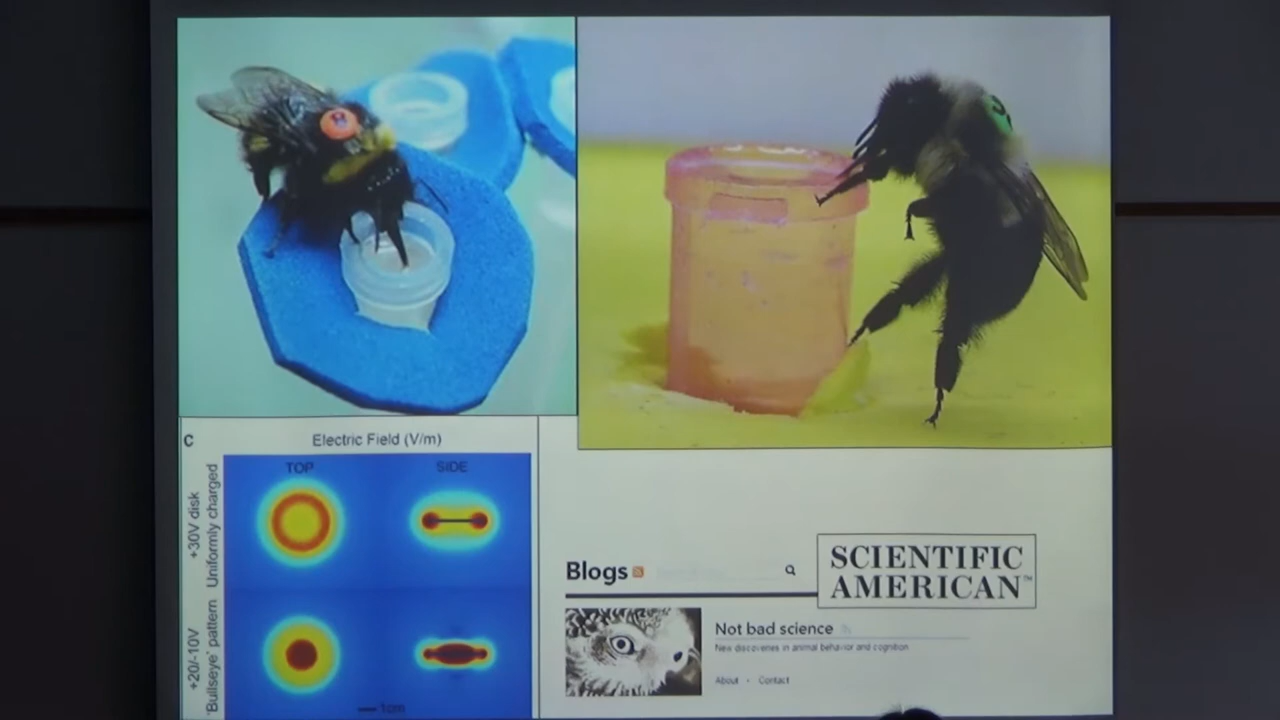 C
Electric Field (V/m)
TOP
SIDE
+30V disk
Uniformly charged
+20/-10V
"Bullseye" pattern
1cm
Blogs
SCIENTIFIC
AMERICAN™
Not bad science
New discoveries in animal behavior and cognition
About • Contact